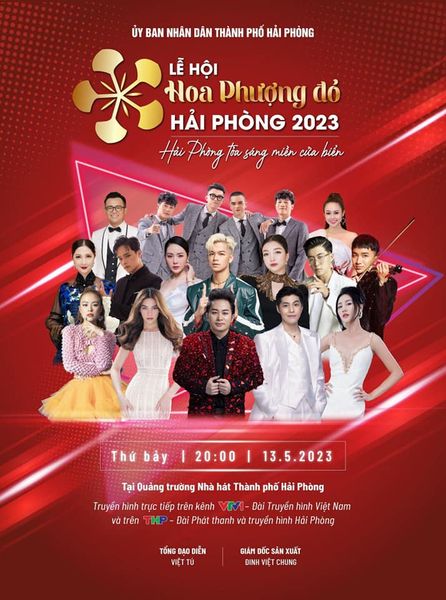 ỦY BAN NHÂN DÂN THÀNH PHỐ HẢI PHÒNG
LỄ HỘI
Hoa Phượng đỏ
HẢI PHÒNG 2023
Hải Phòng tỏa sáng miền cửa biển
Thứ bảy | 20:00 | 13.5.2023
Tại Quảng trường Nhà hát Thành phố Hải Phòng
Truyền hình trực tiếp trên kênh VTV1 - Đài Truyền hình Việt Nam
và trên THP - Đài Phát thanh và truyền hình Hải Phòng
TỔNG ĐẠO DIỄN
VIỆT TÚ
GIÁM ĐỐC SẢN XUẤT
ĐINH VIỆT CHUNG